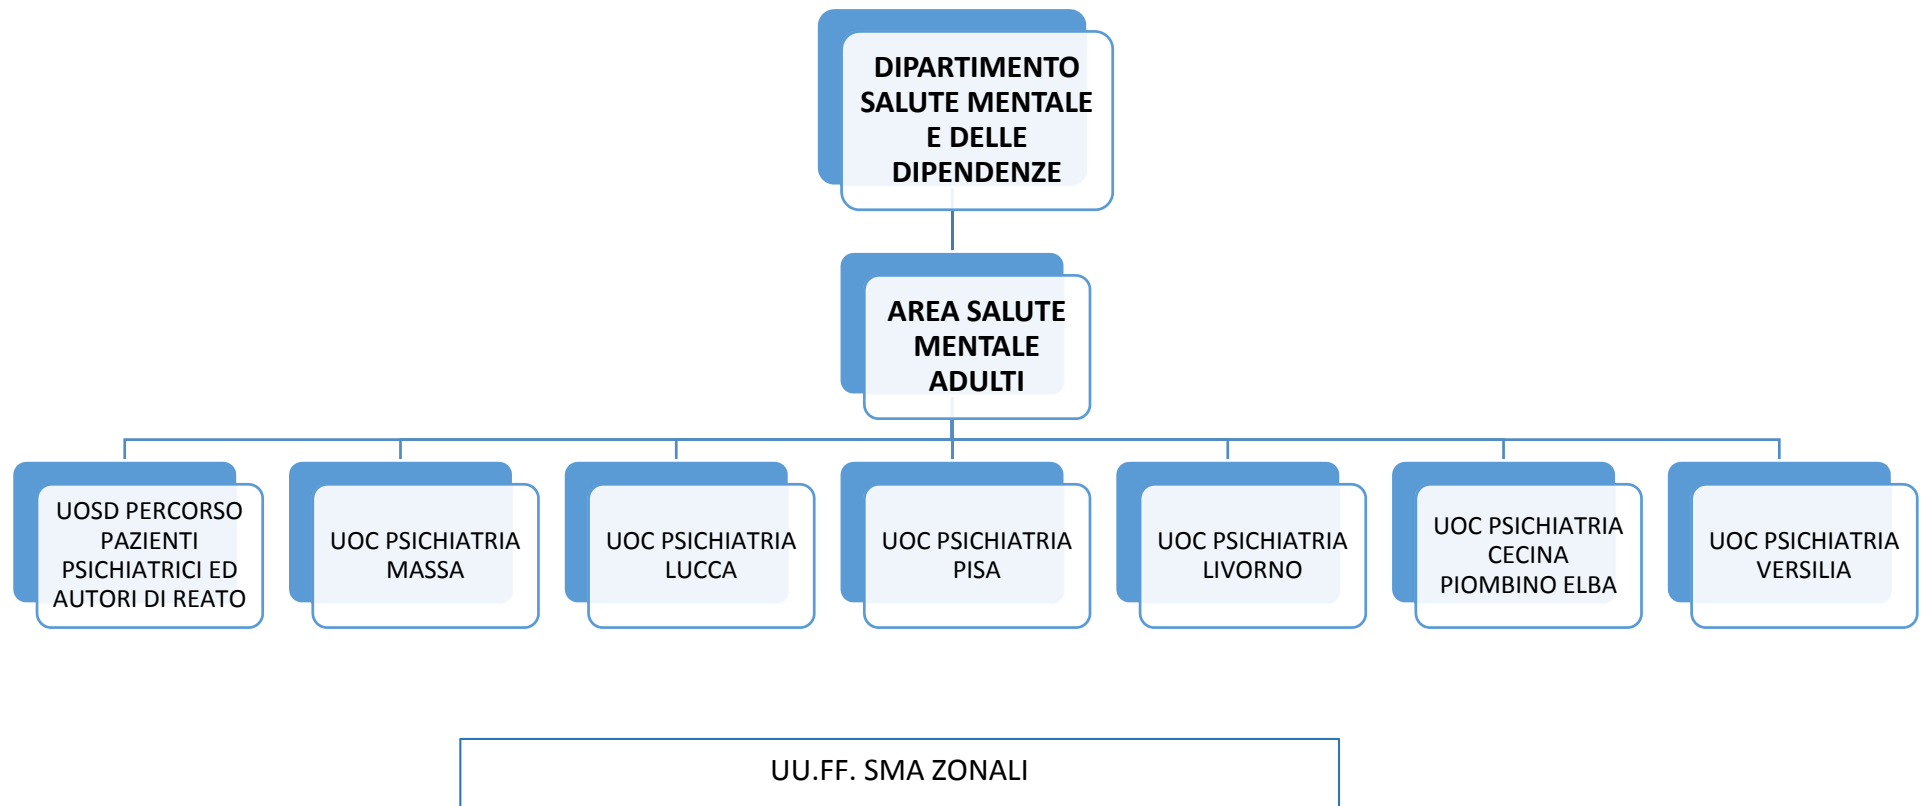 DIPARTIMENTO
SALUTE MENTALE
E DELLE
DIPENDENZE
AREA SALUTE
MENTALE
ADULTI
UOSD PERCORSO
PAZIENTI
PSICHIATRICI ED
AUTORI DI REATO
UOC PSICHIATRIA
MASSA
UOC PSICHIATRIA
LUCCA
UOC PSICHIATRIA
PISA
UOC PSICHIATRIA
LIVORNO
UOC PSICHIATRIA
CECINA
PIOMBINO ELBA
UOC PSICHIATRIA
VERSILIA
UU.FF. SMA ZONALI